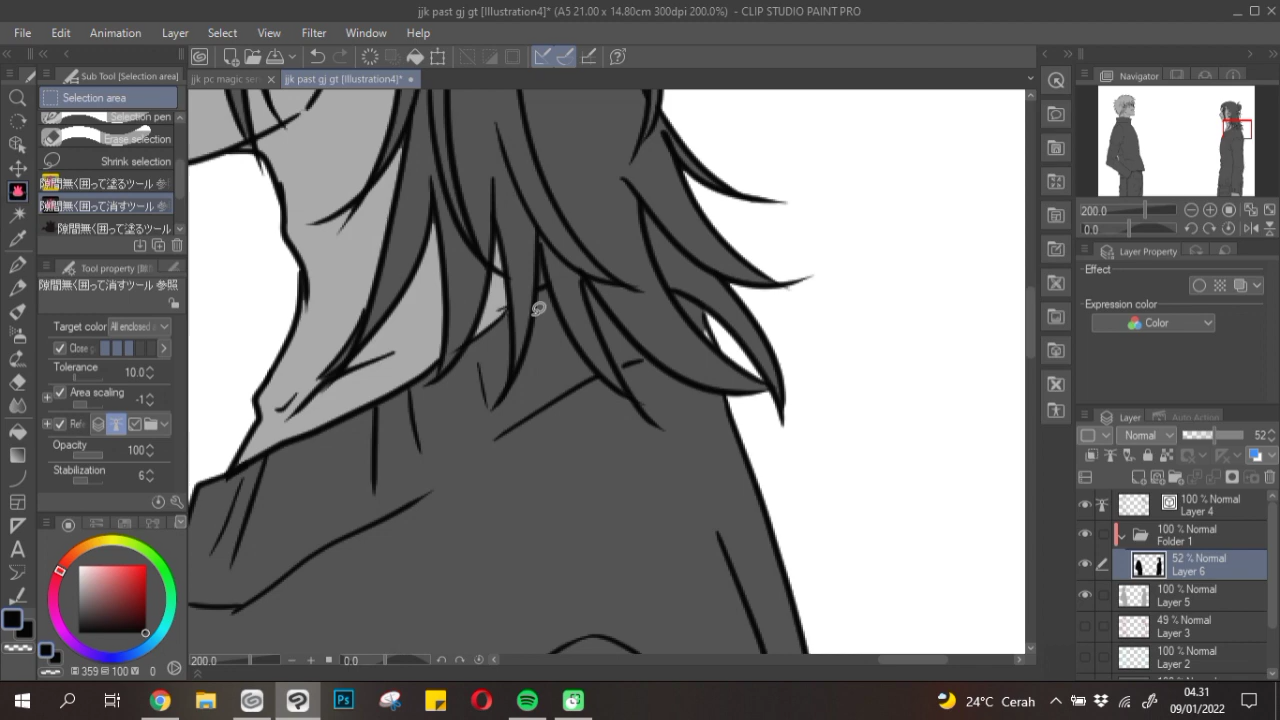 jjk past gj gt [Illustration4]* (A5 21.00 x 14.80cm 300dpi 200.0%) - CLIP STUDIO PAINT PRO
File Edit Animation Layer Select View Filter Window Help
Sub Tool [Selection area]
jjk pc magic ser
jjk past gj gt [Illustration4]*
Selection area
Selection pen
Erase selection
Shrink selection
隙間無く囲って塗るツール 参
隙間無く囲って消すツール 参
隙間無く囲って塗るツール
Tool property
隙間無く囲って消すツール 参照
Target color All enclosed
Close g
Tolerance 10.0
Area scaling -1
Opacity 100
Stabilization 6
359 100 0
200.0 0.0
Navigator
200.0
0.0
Layer Property
Effect
Expression color
Color
Layer Auto Action
Normal 52
100 % Normal
Layer 4
100 % Normal
Folder 1
52 % Normal
Layer 6
100 % Normal
Layer 5
49 % Normal
Layer 3
100 % Normal
Layer 2
Ps
24°C Cerah
04.31
09/01/2022